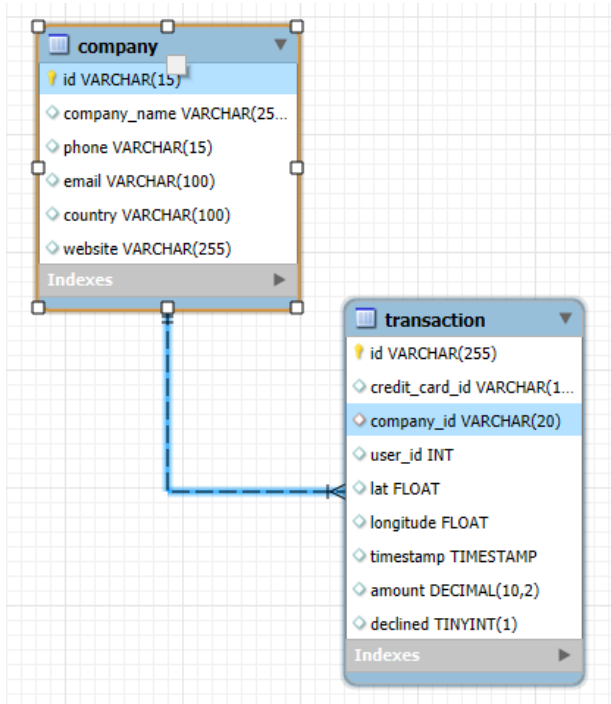 company
id VARCHAR(15)
company_name VARCHAR(25...
phone VARCHAR(15)
email VARCHAR(100)
country VARCHAR(100)
website VARCHAR(255)
Indexes
transaction
id VARCHAR(255)
credit_card_id VARCHAR(1...
company_id VARCHAR(20)
user_id INT
lat FLOAT
longitude FLOAT
timestamp TIMESTAMP
amount DECIMAL(10,2)
declined TINYINT(1)
Indexes